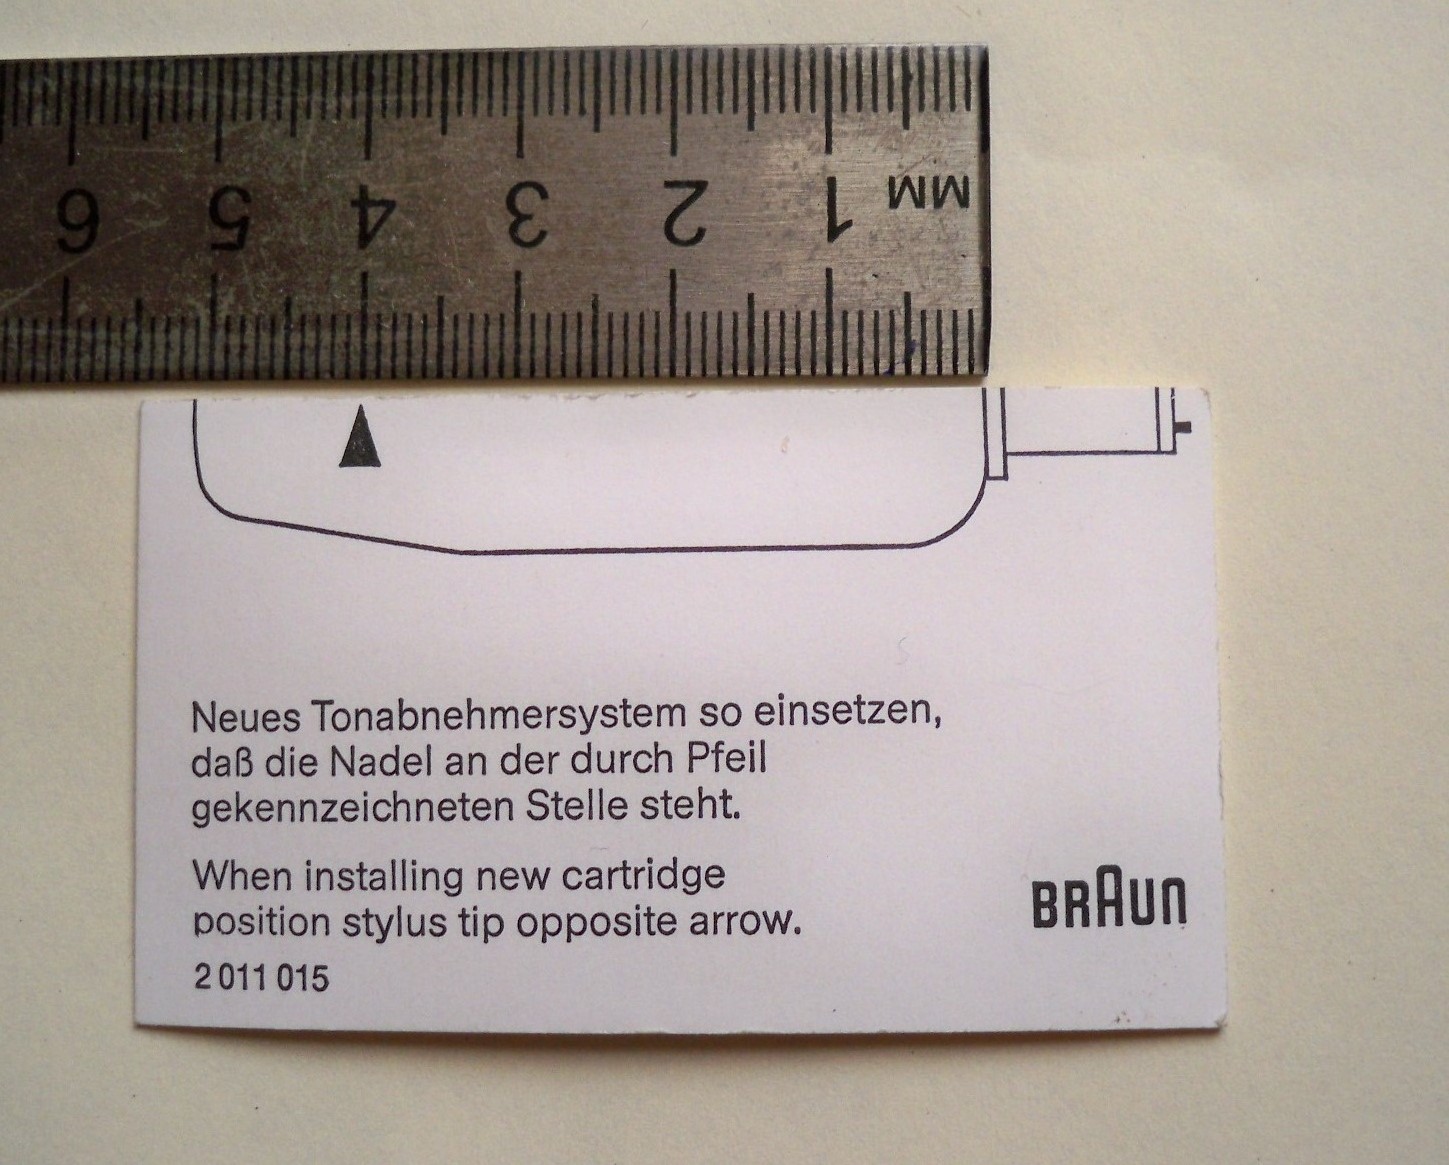 6 5 4 3 2 1 MM
Neues Tonabnehmersystem so einsetzen,
daß die Nadel an der durch Pfeil
gekennzeichneten Stelle steht.
When installing new cartridge
position stylus tip opposite arrow.
2 011 015
BRAUN